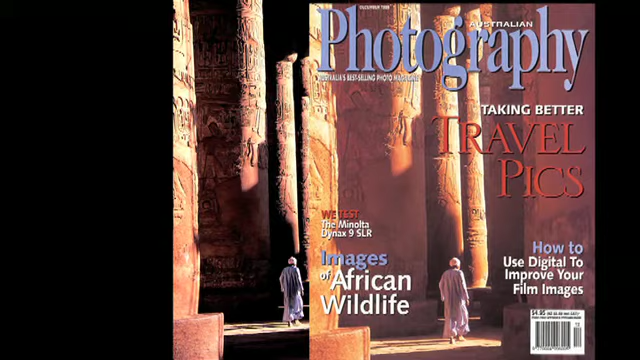 DECEMBER 1999
AUSTRALIAN
Photography
AUSTRALIA'S BEST-SELLING PHOTO MAGAZINE
TAKING BETTER
TRAVEL
PICS
WE TEST
The Minolta
Dynax 9 SLR
Images
of African
Wildlife
How to
Use Digital To
Improve Your
Film Images
$4.95